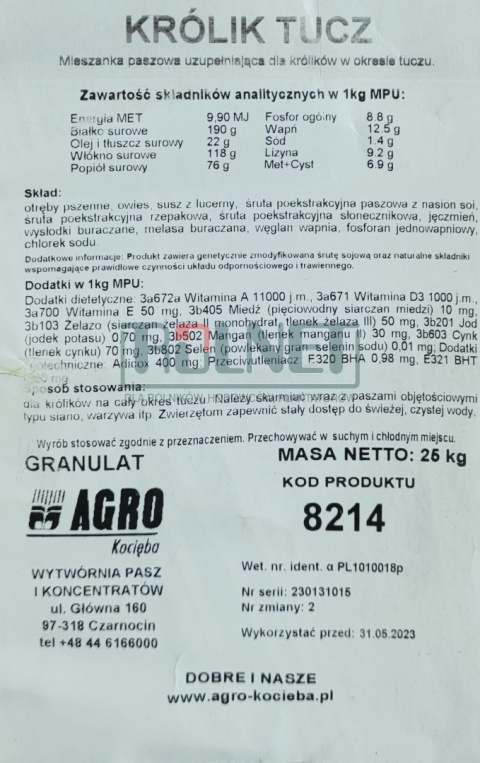 KRÓLIK TUCZ
Mieszanka paszowa uzupełniająca dla królików w okresie tuczu.
Zawartość składników analitycznych w 1kg MPU:
Energia MET 9,90 MJ Fosfor ogólny 8.8 g
Białko surowe 190 g Wapń 12.5 g
Olej i tłuszcz surowy 22 g Sód 1.4 g
Włókno surowe 118 g Lizyna 9.2 g
Popiół surowy 76 g Met+Cyst 6.9 g
Skład:
otręby pszenne, owies, susz z lucerny, śruta poekstrakcyjna paszowa z nasion soi,
śruta poekstrakcyjna rzepakowa, śruta poekstrakcyjna słonecznikowa, jęczmień,
wysłodki buraczane, melasa buraczana, węglan wapnia, fosforan jednowapniowy,
chlorek sodu
Dodatkowe informacje: Produkt zawiera genetycznie zmodyfikowaną śrutę sojową oraz naturalne składniki
wspomagające prawidłowe czynności układu odpornościowego i trawiennego.
Dodatki w 1kg MPU:
Dodatki dietetyczne: 3a672a Witamina A 11000 j.m., 3a671 Witamina D3 1000 j.m.,
3a700 Witamina E 50 mg, 3b405 Miedź (pięciowodny siarczan miedzi) 10 mg,
3b103 Żelazo (siarczan żelaza II monohydrat, tlenek żelaza III) 50 mg, 3b201 Jod
(jodek potasu) 0,70 mg, 3b502 Mangan (tlenek manganu II) 30 mg, 3b603 Cynk
(tlenek cynku) 70 mg, 3b802 Selen (powlekany granul. selenin sodu) 0,01 mg; Dodatki
technologiczne: Adicox 400 mg; Przeciwutleniacz: E320 BHA 0,98 mg, E321 BHT
mg
Sposób stosowania:
POLNET
DLA ROLNIKÓW, HODOWCÓW
dla królików na cały okres tuczu. Należy skarmiać wraz z paszami objętościowymi
typu siano, warzywa itp. Zwierzętom zapewnić stały dostęp do świeżej, czystej wody.
Wyrób stosować zgodnie z przeznaczeniem. Przechowywać w suchym i chłodnym miejscu.
GRANULAT
MASA NETTO: 25 kg
KOD PRODUKTU
8214
AGRO
Kocięba
WYTWÓRNIA PASZ
I KONCENTRATÓW
ul. Główna 160
97-318 Czarnocin
tel +48 44 6166000
Wet. nr. ident. α PL1010018p
Nr serii: 230131015
Nr zmiany: 2
Wykorzystać przed: 31.05.2023
DOBRE I NASZE
www.agro-kocieba.pl